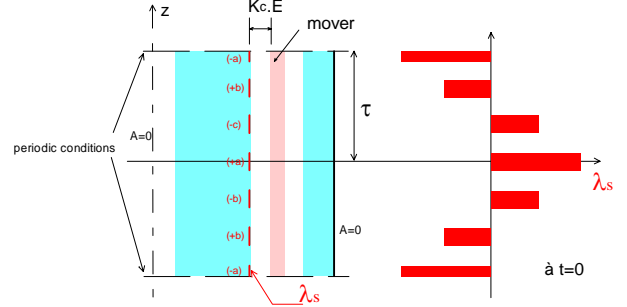 z
Kc.E
mover
(-a)
(+b)
(-c)
(+a)
(-b)
(+b)
(-a)
A=0
periodic conditions
τ
A=0
λs
λs
à t=0